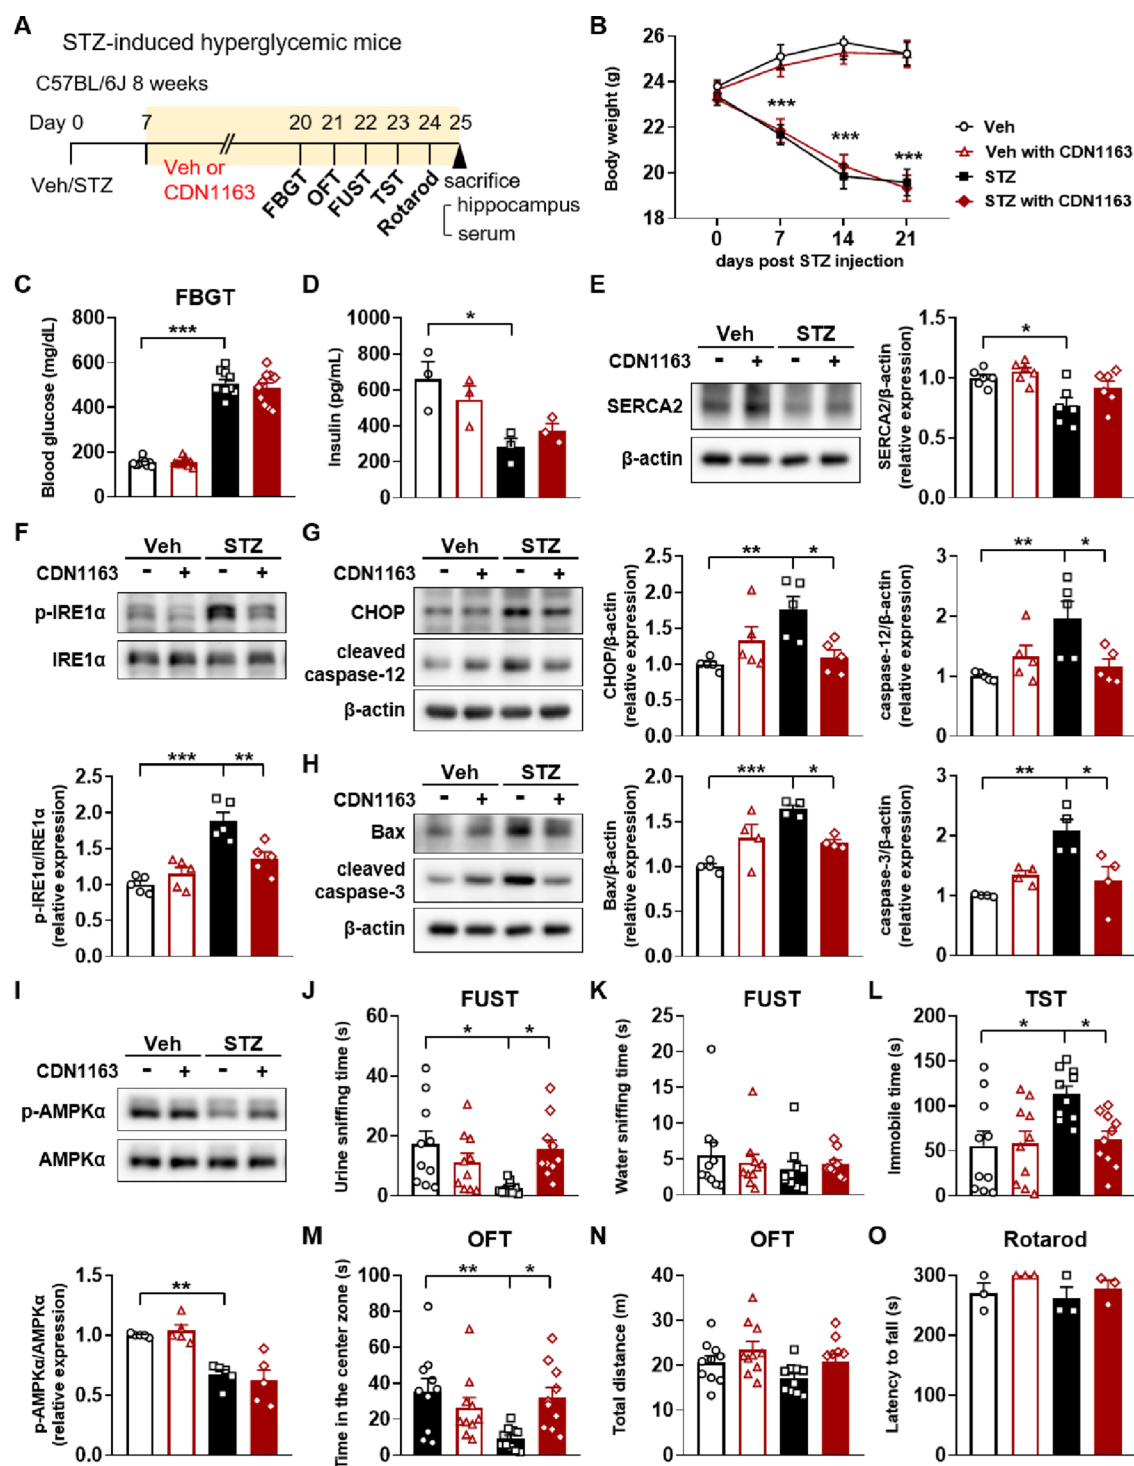 A
STZ-induced hyperglycemic mice
C57BL/6J 8 weeks
Day 0 7 20 21 22 23 24 25
Veh/STZ
Veh or
CDN1163
FBGT
OFT
FUST
TST
Rotarod
sacrifice
hippocampus
serum
B
Body weight (g)
26
24
22
20
18
***
***
***
0 7 14 21
days post STZ injection
Veh
Veh with CDN1163
STZ
STZ with CDN1163
C
FBGT
Blood glucose (mg/dL)
800
600
400
200
0
***
D
Insulin (pg/mL)
1000
800
600
400
200
0
*
E
Veh STZ
CDN1163 - + - +
SERCA2
β-actin
SERCA2/β-actin
(relative expression)
1.5
1.0
0.5
0.0
*
F
Veh STZ
CDN1163 - + - +
p-IRE1α
IRE1α
p-IRE1α/IRE1α
(relative expression)
2.5
2.0
1.5
1.0
0.5
0.0
*** **
G
Veh STZ
CDN1163 - + - +
CHOP
cleaved
caspase-12
β-actin
CHOP/β-actin
(relative expression)
2.5
2.0
1.5
1.0
0.5
0.0
** *
caspase-12/β-actin
(relative expression)
3
2
1
0
** *
H
Veh STZ
CDN1163 - + - +
Bax
cleaved
caspase-3
β-actin
Bax/β-actin
(relative expression)
2.0
1.5
1.0
0.5
0.0
*** *
caspase-3/β-actin
(relative expression)
3
2
1
0
** *
I
Veh STZ
CDN1163 - + - +
p-AMPKα
AMPKα
p-AMPKα/AMPKα
(relative expression)
1.5
1.0
0.5
0.0
**
J
FUST
Urine sniffing time (s)
60
40
20
0
* *
K
FUST
Water sniffing time (s)
25
20
15
10
5
0
L
TST
Immobile time (s)
200
150
100
50
0
* *
M
OFT
Time in the center zone (s)
100
80
60
40
20
0
** *
N
OFT
Total distance (m)
40
30
20
10
0
O
Rotarod
Latency to fall (s)
300
200
100
0